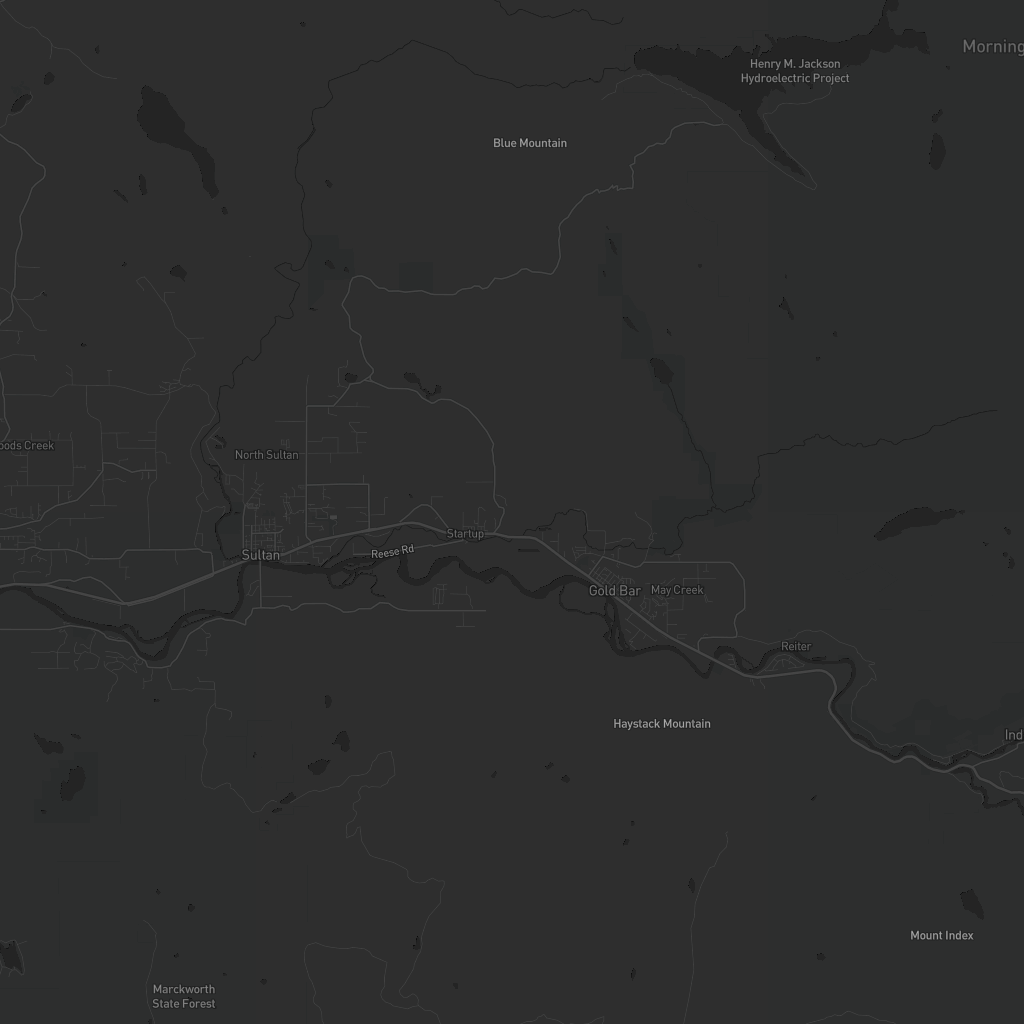 Morning
Henry M. Jackson
Hydroelectric Project
Blue Mountain
oods Creek
North Sultan
Startup
Reese Rd
Sultan
Gold Bar
May Creek
Reiter
Haystack Mountain
Ind
Mount Index
Marckworth
State Forest